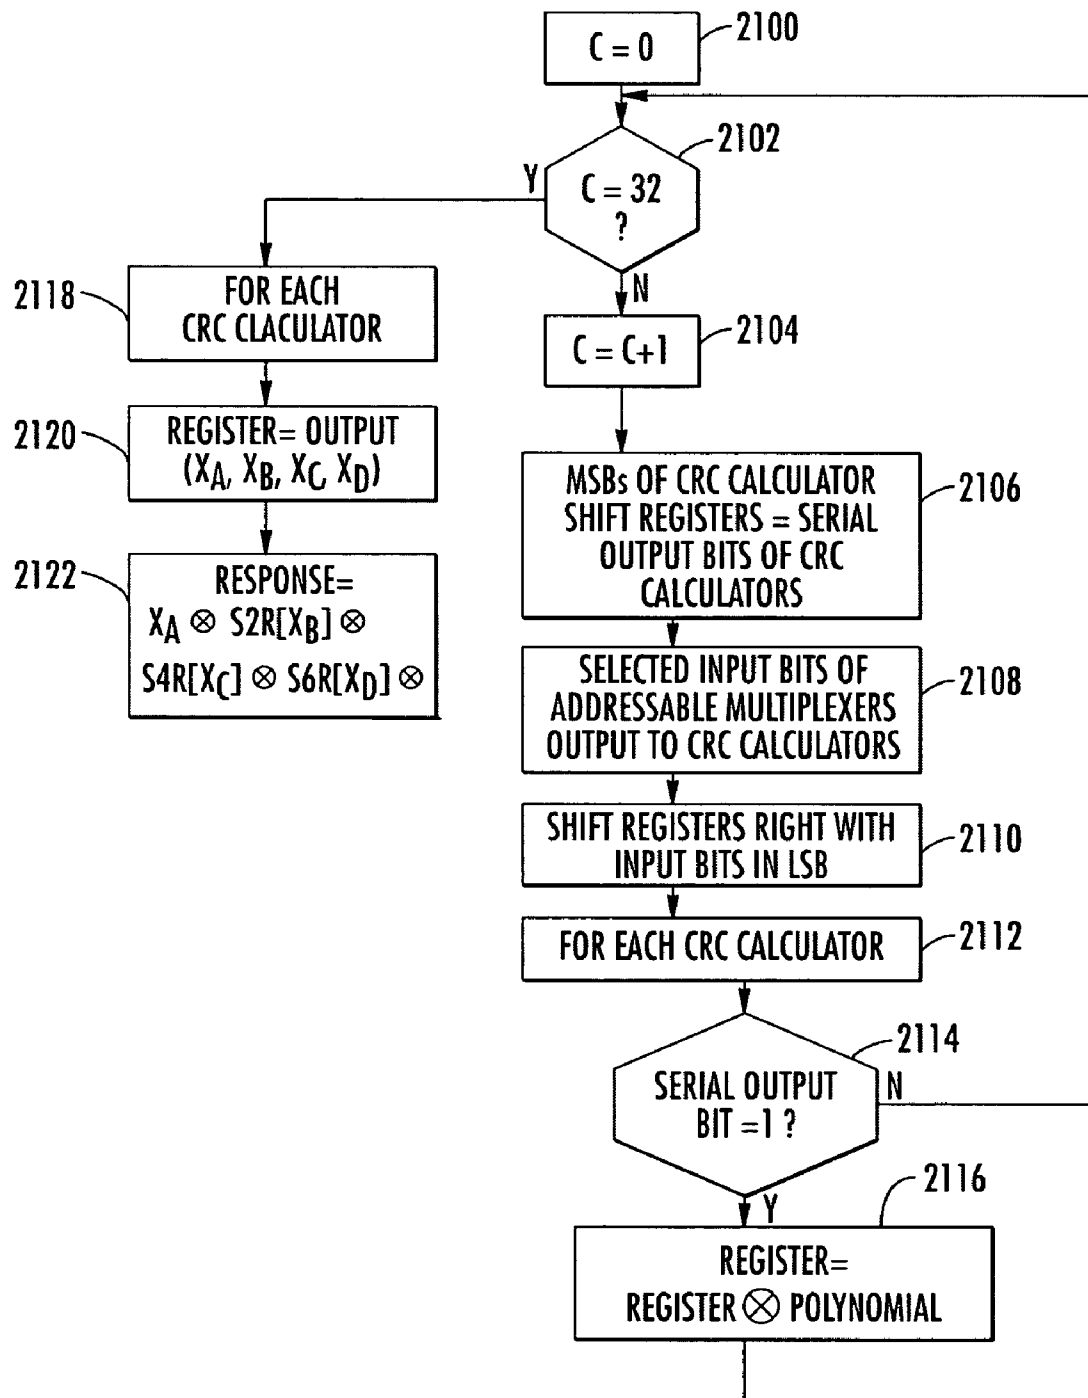 2100
C = 0
2102
C = 32
?
Y
N
2104
C = C+1
2118
FOR EACH
CRC CLACULATOR
2120
REGISTER= OUTPUT
(XA, XB, XC, XD)
2122
RESPONSE=
XA ⊗ S2R[XB] ⊗
S4R[XC] ⊗ S6R[XD] ⊗
2106
MSBs OF CRC CALCULATOR
SHIFT REGISTERS = SERIAL
OUTPUT BITS OF CRC
CALCULATORS
2108
SELECTED INPUT BITS OF
ADDRESSABLE MULTIPLEXERS
OUTPUT TO CRC CALCULATORS
2110
SHIFT REGISTERS RIGHT WITH
INPUT BITS IN LSB
2112
FOR EACH CRC CALCULATOR
2114
SERIAL OUTPUT
BIT =1 ?
N
Y
2116
REGISTER=
REGISTER ⊗ POLYNOMIAL